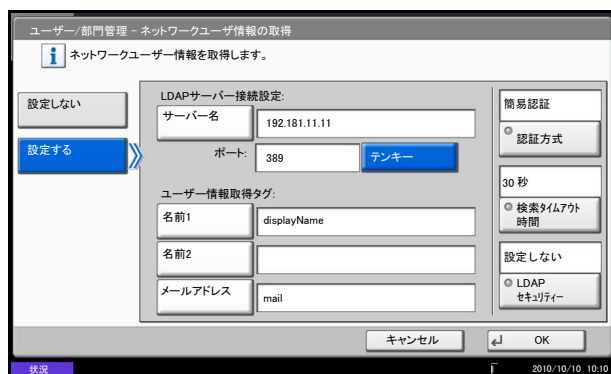 ユーザー/部門管理 - ネットワークユーザ情報の取得
ネットワークユーザー情報を取得します。
設定しない
設定する
LDAPサーバー接続設定:
サーバー名
192.181.11.11
ポート:
389
テンキー
ユーザー情報取得タグ:
名前1
displayName
名前2
メールアドレス
mail
簡易認証
認証方式
30 秒
検索タイムアウト
時間
設定しない
LDAP
セキュリティー
キャンセル
OK
状況
2010/10/10 10:10